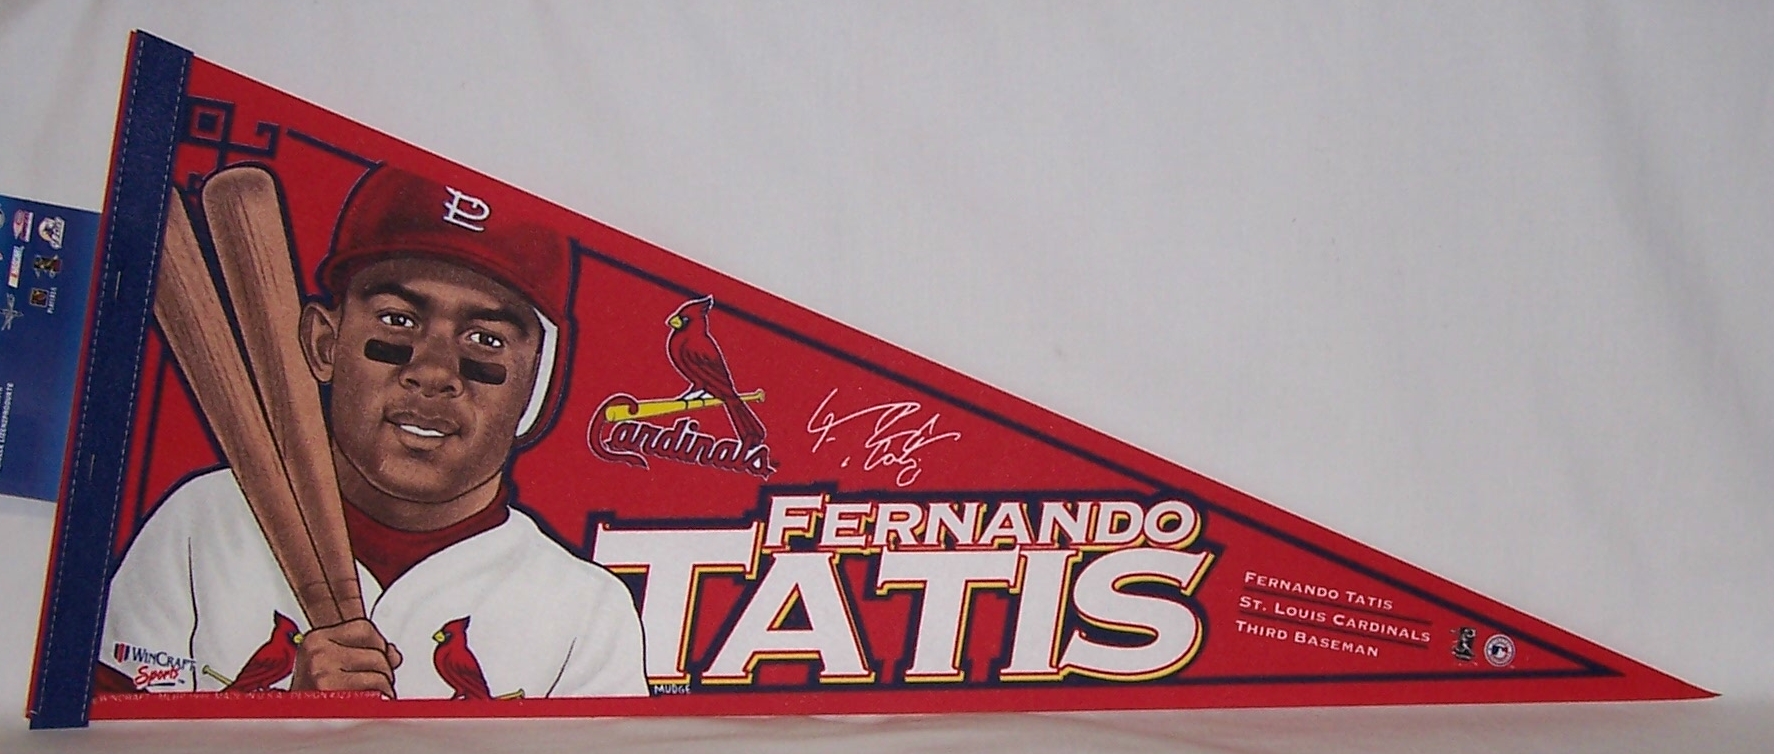 Cardinals
FERNANDO
TATIS
FERNANDO TATIS
ST. LOUIS CARDINALS
THIRD BASEMAN
WINCRAFT
Sports
MUDGE